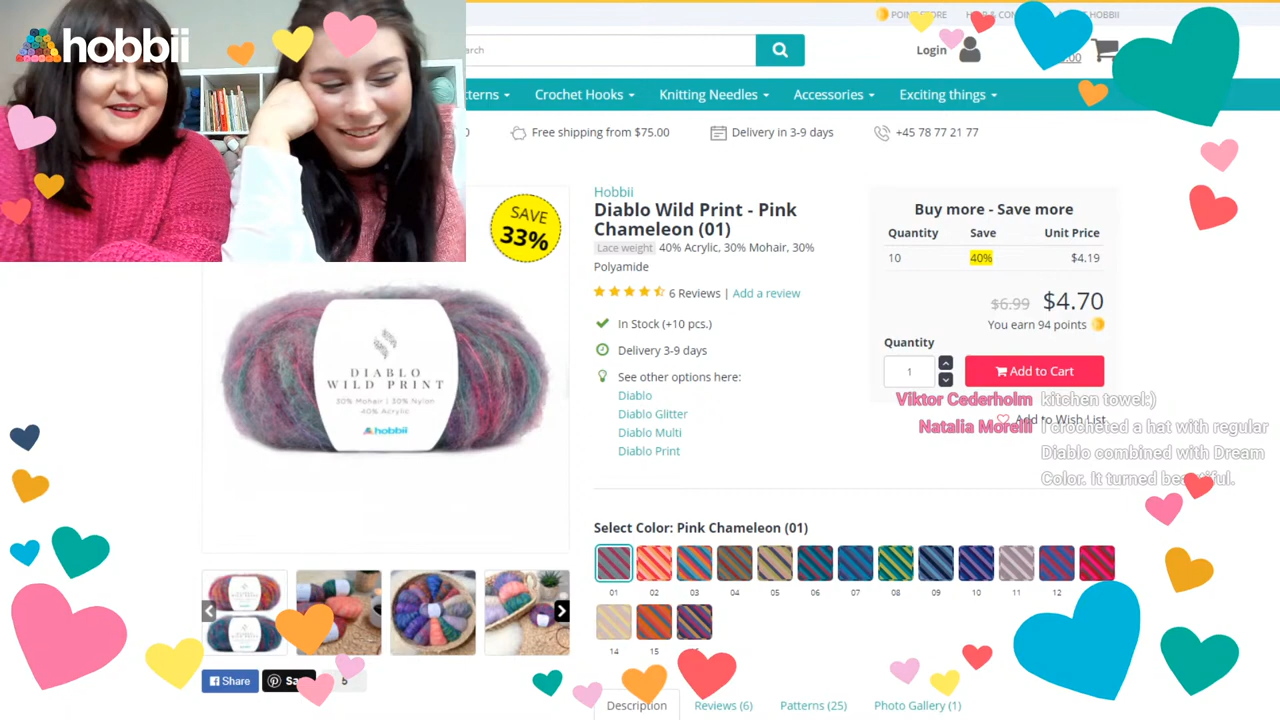 hobbii
POINT STORE
HOBBII
arch
Login
.00
tterns
Crochet Hooks
Knitting Needles
Accessories
Exciting things
Free shipping from $75.00
Delivery in 3-9 days
+45 78 77 21 77
SAVE
33%
DIABLO
WILD PRINT
30% Mohair | 30% Nylon
40% Acrylic
hobbii
Hobbii
Diablo Wild Print - Pink
Chameleon (01)
Lace weight 40% Acrylic, 30% Mohair, 30%
Polyamide
6 Reviews | Add a review
In Stock (+10 pcs.)
Delivery 3-9 days
See other options here:
Diablo
Diablo Glitter
Diablo Multi
Diablo Print
Buy more - Save more
Quantity Save Unit Price
10 40% $4.19
$6.99 $4.70
You earn 94 points
Quantity
1
Add to Cart
Add to Wish List
Viktor Cederholm kitchen towel:)
Natalia Morelli I crocheted a hat with regular
Diablo combined with Dream
Color. It turned beautiful.
Select Color: Pink Chameleon (01)
01 02 03 04 05 06 07 08 09 10 11 12
14 15
Share
5
Description
Reviews (6)
Patterns (25)
Photo Gallery (1)